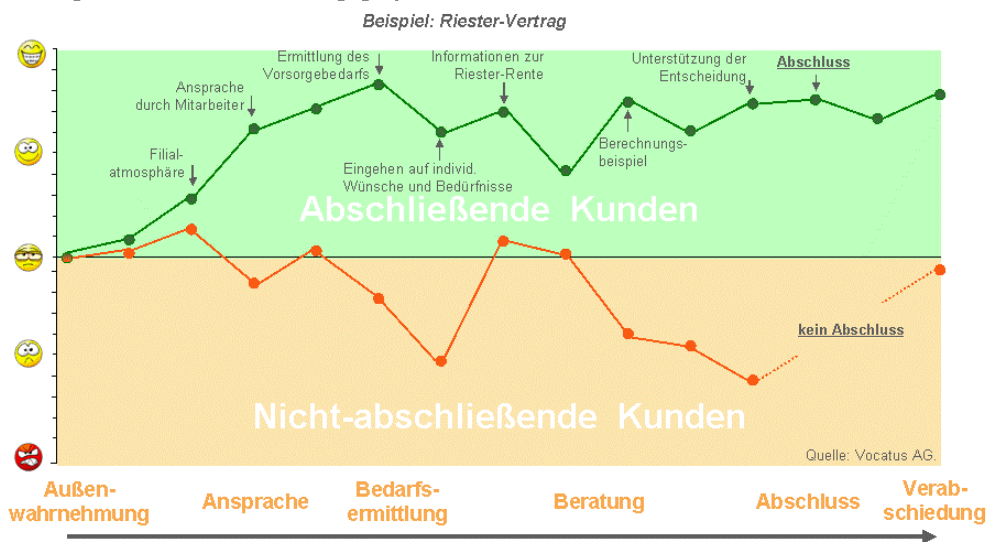 Beispiel: Riester-Vertrag
Ermittlung des
Vorsorgebedarfs
Informationen zur
Riester-Rente
Unterstützung der
Entscheidung
Abschluss
Ansprache
durch Mitarbeiter
Filial-
atmosphäre
Eingehen auf individ.
Wünsche und Bedürfnisse
Berechnungs-
beispiel
Abschließende Kunden
kein Abschluss
Nicht-abschließende Kunden
Quelle: Vocatus AG.
Außen-
wahrnehmung
Ansprache
Bedarfs-
ermittlung
Beratung
Abschluss
Verab-
schiedung